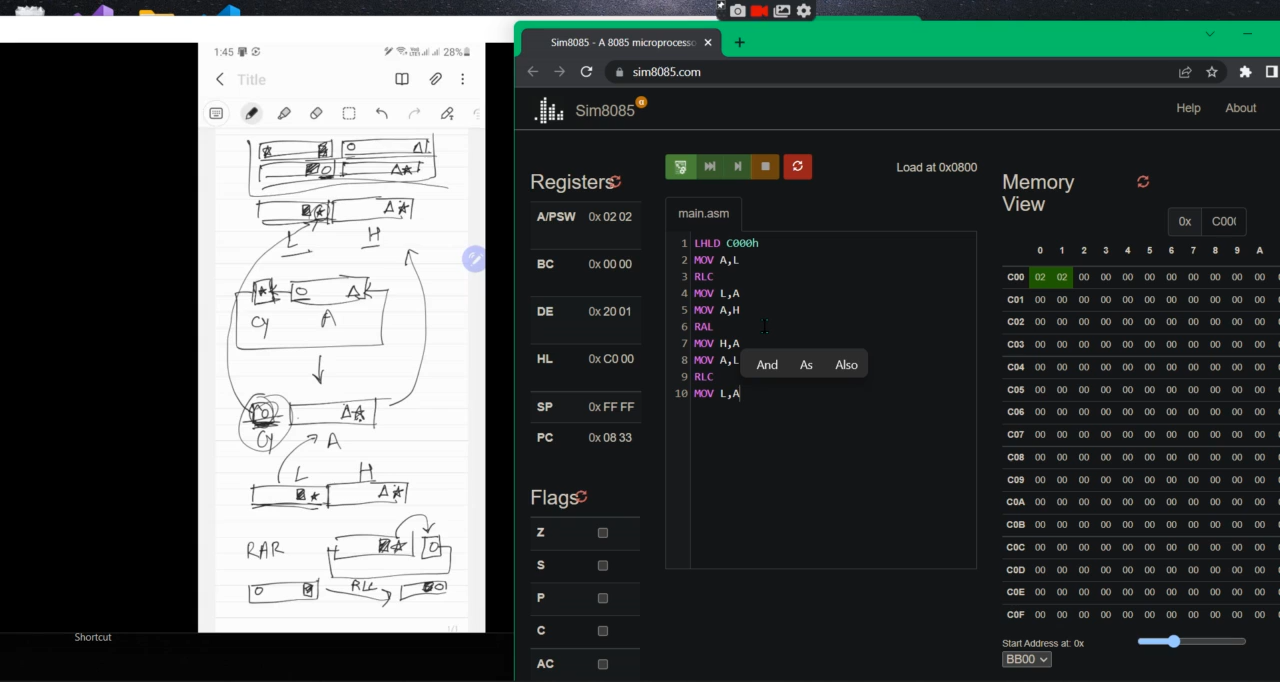 1:45 28%
Title
L H
Cy A
Cy A
L H
RAR
RLC
1/1
Shortcut
Sim8085 - A 8085 microprocesso
sim8085.com
Sim8085 α
Help About
Registers
A/PSW 0x 02 02
BC 0x 00 00
DE 0x 20 01
HL 0x C0 00
SP 0x FF FF
PC 0x 08 33
Flags
Z
S
P
C
AC
Load at 0x0800
main.asm
1 LHLD C000h
2 MOV A,L
3 RLC
4 MOV L,A
5 MOV A,H
6 RAL
7 MOV H,A
8 MOV A,L
9 RLC
10 MOV L,A
And As Also
Memory
View
0x C00(
0 1 2 3 4 5 6 7 8 9 A
C00 02 02 00 00 00 00 00 00 00 00 00
C01 00 00 00 00 00 00 00 00 00 00 00
C02 00 00 00 00 00 00 00 00 00 00 00
C03 00 00 00 00 00 00 00 00 00 00 00
C04 00 00 00 00 00 00 00 00 00 00 00
C05 00 00 00 00 00 00 00 00 00 00 00
C06 00 00 00 00 00 00 00 00 00 00 00
C07 00 00 00 00 00 00 00 00 00 00 00
C08 00 00 00 00 00 00 00 00 00 00 00
C09 00 00 00 00 00 00 00 00 00 00 00
C0A 00 00 00 00 00 00 00 00 00 00 00
C0B 00 00 00 00 00 00 00 00 00 00 00
C0C 00 00 00 00 00 00 00 00 00 00 00
C0D 00 00 00 00 00 00 00 00 00 00 00
C0E 00 00 00 00 00 00 00 00 00 00 00
C0F 00 00 00 00 00 00 00 00 00 00 00
Start Address at: 0x
BB00